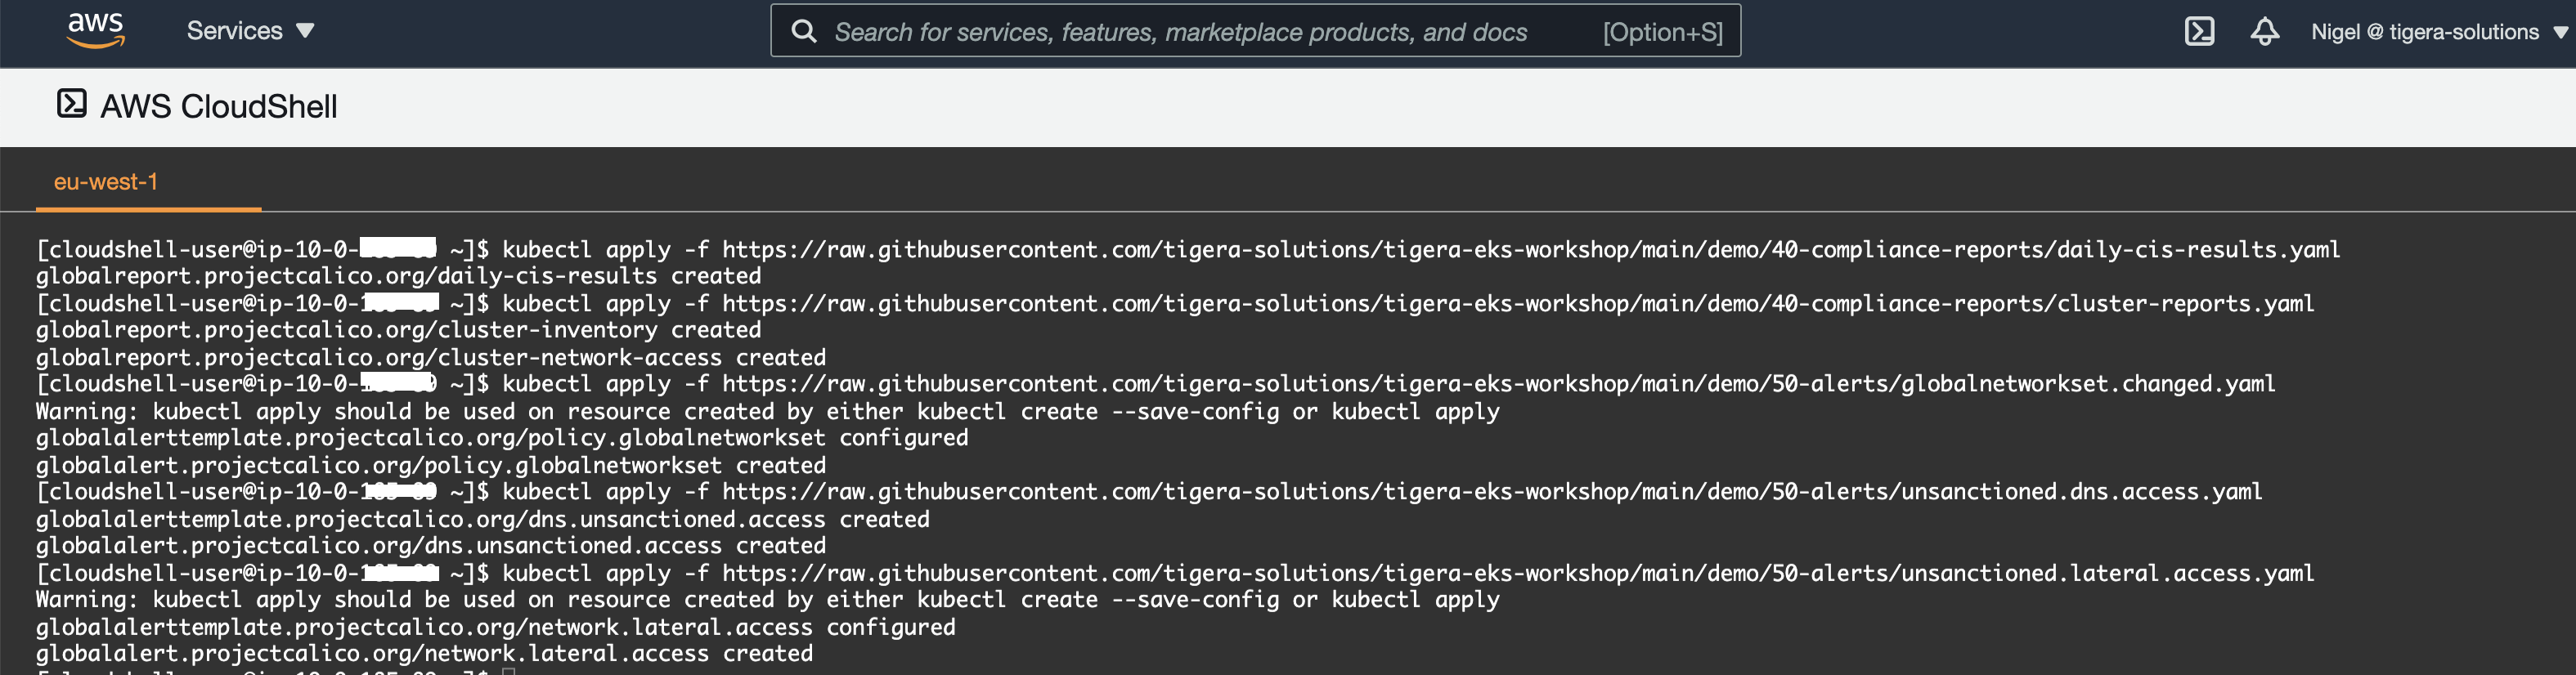 aws
Services ▼
Search for services, features, marketplace products, and docs [Option+S]
Nigel @ tigera-solutions ▼
AWS CloudShell
eu-west-1
[cloudshell-user@ip-10-0- ~]$ kubectl apply -f https://raw.githubusercontent.com/tigera-solutions/tigera-eks-workshop/main/demo/40-compliance-reports/daily-cis-results.yaml
globalreport.projectcalico.org/daily-cis-results created
[cloudshell-user@ip-10-0-1 ~]$ kubectl apply -f https://raw.githubusercontent.com/tigera-solutions/tigera-eks-workshop/main/demo/40-compliance-reports/cluster-reports.yaml
globalreport.projectcalico.org/cluster-inventory created
globalreport.projectcalico.org/cluster-network-access created
[cloudshell-user@ip-10-0- ~]$ kubectl apply -f https://raw.githubusercontent.com/tigera-solutions/tigera-eks-workshop/main/demo/50-alerts/globalnetworkset.changed.yaml
Warning: kubectl apply should be used on resource created by either kubectl create --save-config or kubectl apply
globalalerttemplate.projectcalico.org/policy.globalnetworkset configured
globalalert.projectcalico.org/policy.globalnetworkset created
[cloudshell-user@ip-10-0-1 ~]$ kubectl apply -f https://raw.githubusercontent.com/tigera-solutions/tigera-eks-workshop/main/demo/50-alerts/unsanctioned.dns.access.yaml
globalalerttemplate.projectcalico.org/dns.unsanctioned.access created
globalalert.projectcalico.org/dns.unsanctioned.access created
[cloudshell-user@ip-10-0-1 ~]$ kubectl apply -f https://raw.githubusercontent.com/tigera-solutions/tigera-eks-workshop/main/demo/50-alerts/unsanctioned.lateral.access.yaml
Warning: kubectl apply should be used on resource created by either kubectl create --save-config or kubectl apply
globalalerttemplate.projectcalico.org/network.lateral.access configured
globalalert.projectcalico.org/network.lateral.access created